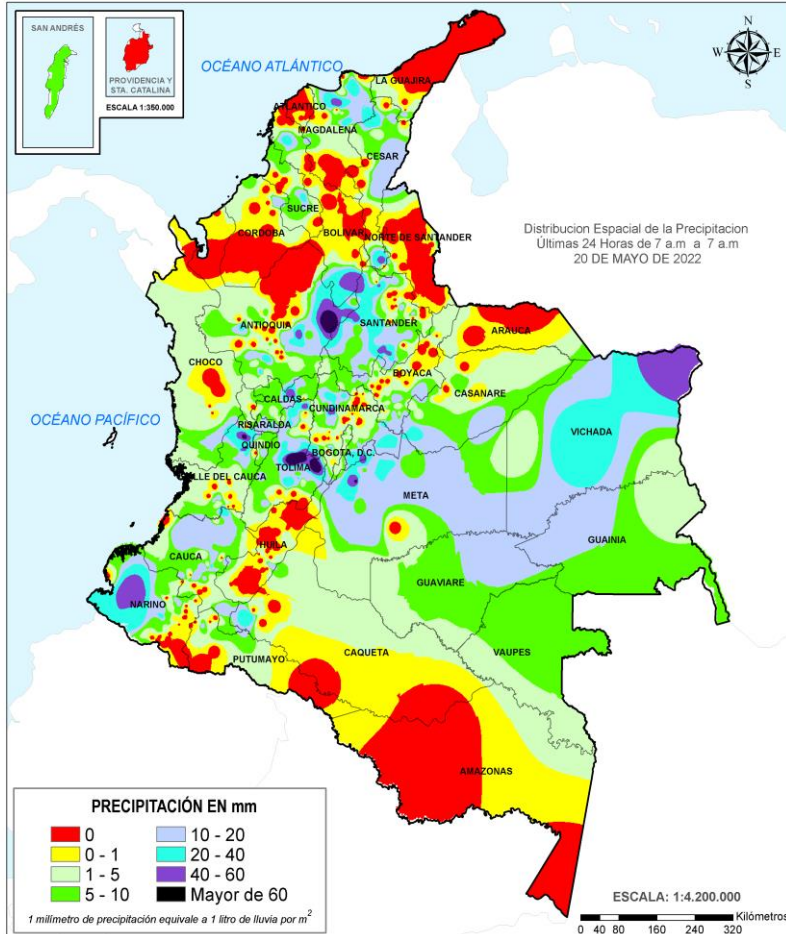 SAN ANDRÉS
PROVIDENCIA Y
STA. CATALINA
ESCALA 1:350.000
OCÉANO ATLÁNTICO
N
W
E
S
LA GUAJIRA
ATLANTICO
MAGDALENA
CESAR
SUCRE
CORDOBA
BOLIVAR
NORTE DE SANTANDER
Distribucion Espacial de la Precipitacion
Últimas 24 Horas de 7 a.m a 7 a.m
20 DE MAYO DE 2022
ANTIOQUIA
SANTANDER
ARAUCA
CHOCO
BOYACA
CASANARE
CALDAS
CUNDINAMARCA
OCÉANO PACÍFICO
RISARALDA
VICHADA
QUINDIO
BOGOTA, D.C.
TOLIMA
VALLE DEL CAUCA
META
HUILA
GUAINIA
CAUCA
GUAVIARE
NARINO
VAUPES
CAQUETA
PUTUMAYO
AMAZONAS
PRECIPITACIÓN EN mm
0
0 - 1
1 - 5
5 - 10
10 - 20
20 - 40
40 - 60
Mayor de 60
1 milímetro de precipitación equivale a 1 litro de lluvia por m²
ESCALA: 1:4.200.000
0 40 80 160 240 320 Kilómetros